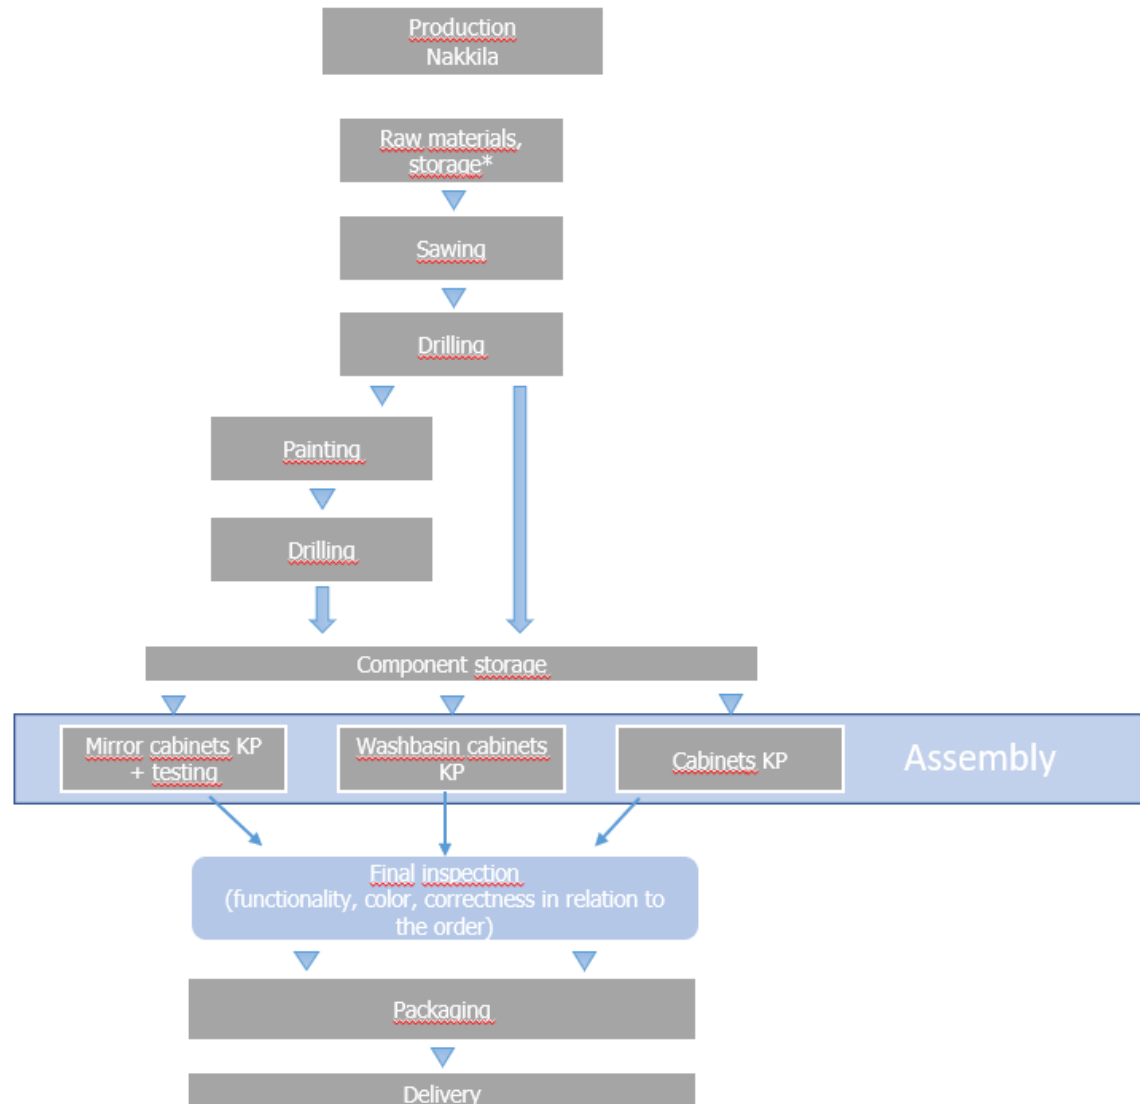 Production
Nakkila
Raw materials,
storage*
Sawing
Drilling
Painting
Drilling
Component storage
Mirror cabinets KP
+ testing
Washbasin cabinets
KP
Cabinets KP
Assembly
Final inspection
(functionality, color, correctness in relation to
the order)
Packaging
Delivery